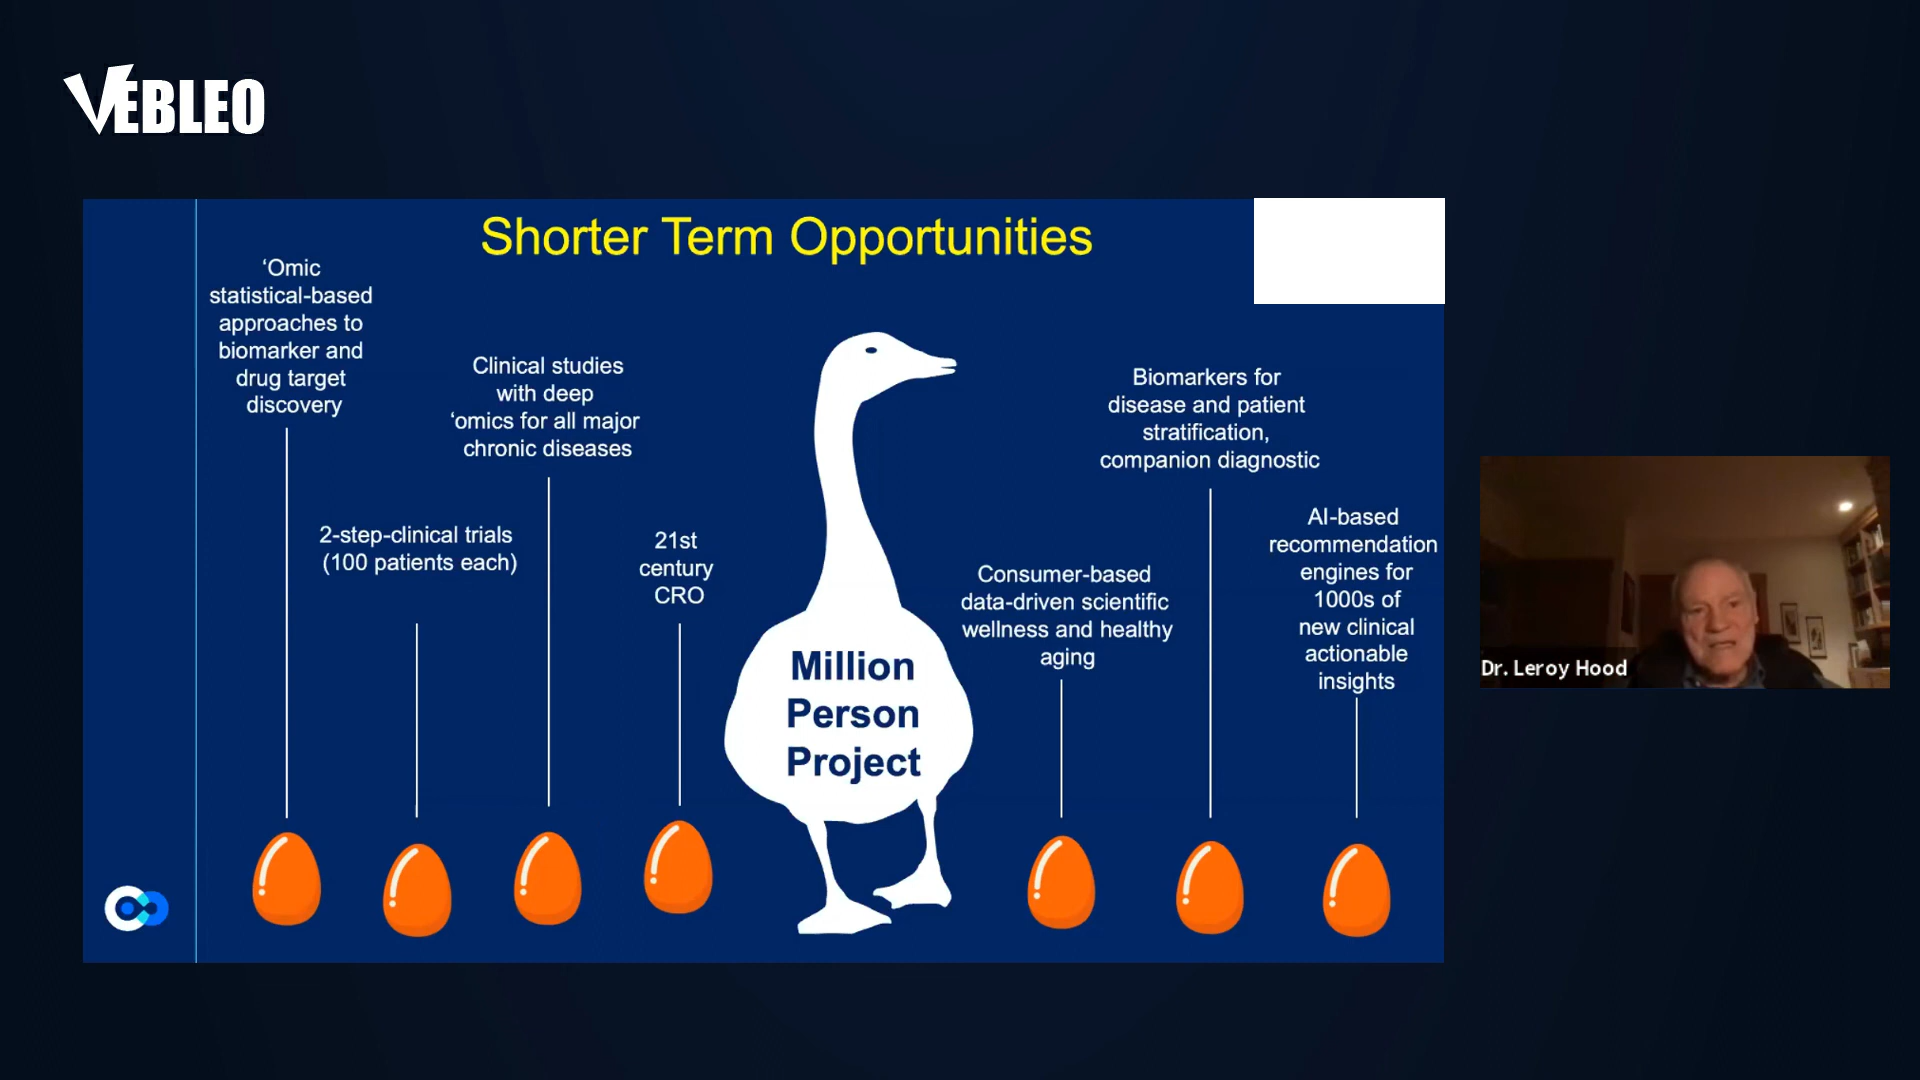 VEBLEO
Shorter Term Opportunities
‘Omic
statistical-based
approaches to
biomarker and
drug target
discovery
2-step-clinical trials
(100 patients each)
Clinical studies
with deep
‘omics for all major
chronic diseases
21st
century
CRO
Million
Person
Project
Consumer-based
data-driven scientific
wellness and healthy
aging
Biomarkers for
disease and patient
stratification,
companion diagnostic
AI-based
recommendation
engines for
1000s of
new clinical
actionable
insights
Dr. Leroy Hood